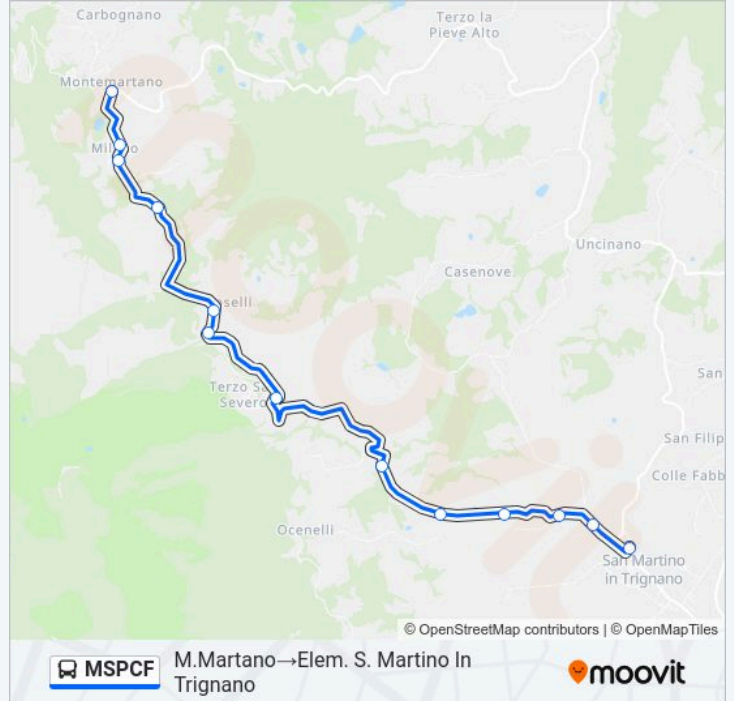 Carbognano
Terzo la
Pieve Alto
Montemartano
Uncinano
Casenove
Terzo
Severo
San
San Filip
Colle Fabb
Ocenelli
San Martino
in Trignano
© OpenStreetMap contributors | © OpenMapTiles
MSPCF
M.Martano→Elem. S. Martino In
Trignano
moovit